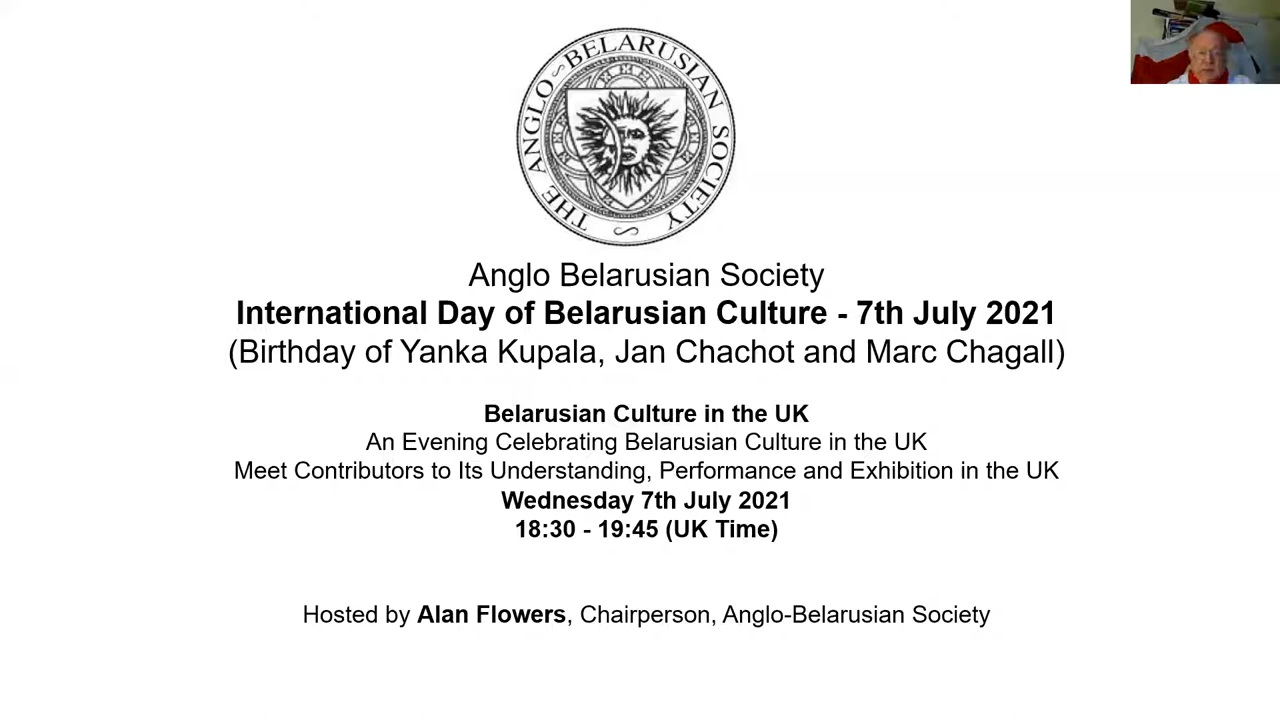 THE ANGLO~BELARUSIAN SOCIETY ~
Anglo Belarusian Society
International Day of Belarusian Culture - 7th July 2021
(Birthday of Yanka Kupala, Jan Chachot and Marc Chagall)
Belarusian Culture in the UK
An Evening Celebrating Belarusian Culture in the UK
Meet Contributors to Its Understanding, Performance and Exhibition in the UK
Wednesday 7th July 2021
18:30 - 19:45 (UK Time)
Hosted by Alan Flowers, Chairperson, Anglo-Belarusian Society